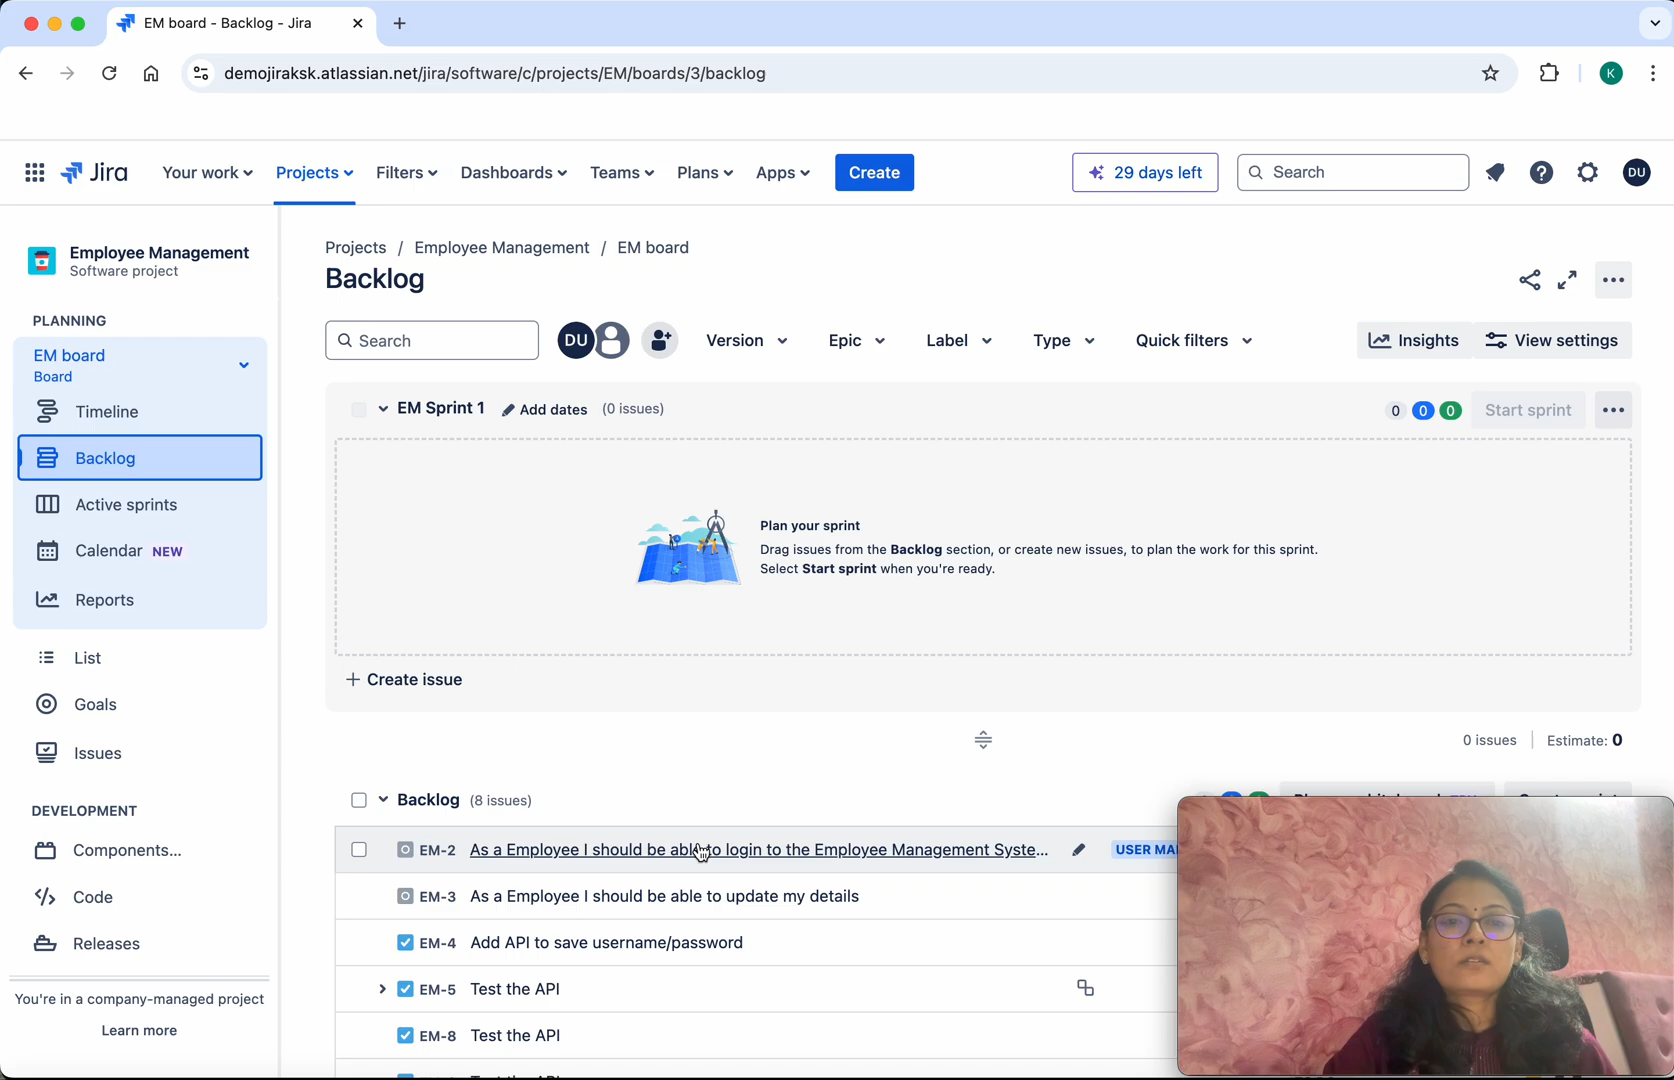 EM board - Backlog - Jira
demojiraksk.atlassian.net/jira/software/c/projects/EM/boards/3/backlog
K
Jira
Your work
Projects
Filters
Dashboards
Teams
Plans
Apps
Create
29 days left
Search
DU
Employee Management
Software project
PLANNING
EM board
Board
Timeline
Backlog
Active sprints
Calendar NEW
Reports
List
Goals
Issues
DEVELOPMENT
Components...
Code
Releases
You're in a company-managed project
Learn more
Projects / Employee Management / EM board
Backlog
Search
DU
Version
Epic
Label
Type
Quick filters
Insights
View settings
EM Sprint 1 Add dates (0 issues)
0 0 0 Start sprint
Plan your sprint
Drag issues from the Backlog section, or create new issues, to plan the work for this sprint.
Select Start sprint when you're ready.
+ Create issue
0 issues Estimate: 0
Backlog (8 issues)
EM-2 As a Employee I should be able to login to the Employee Management Syste... USER MA
EM-3 As a Employee I should be able to update my details
EM-4 Add API to save username/password
EM-5 Test the API
EM-8 Test the API